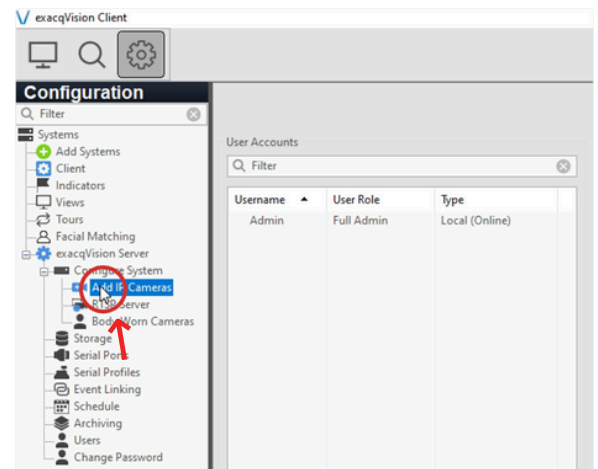 exacqVision Client
Configuration
Filter
Systems
Add Systems
Client
Indicators
Views
Tours
Facial Matching
exacqVision Server
Configure System
Add IP Cameras
RTSP Server
Body Worn Cameras
Storage
Serial Ports
Serial Profiles
Event Linking
Schedule
Archiving
Users
Change Password
User Accounts
Filter
Username User Role Type
Admin Full Admin Local (Online)